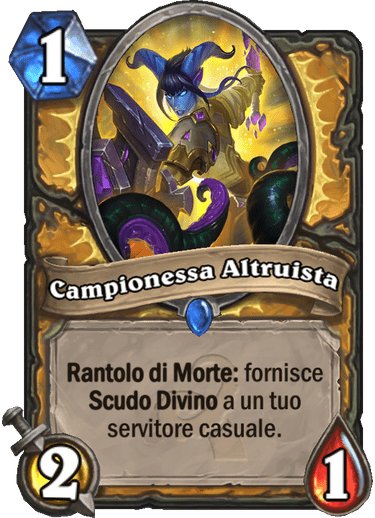 1
Campionessa Altruista
Rantolo di Morte: fornisce
Scudo Divino a un tuo
servitore casuale.
2
1